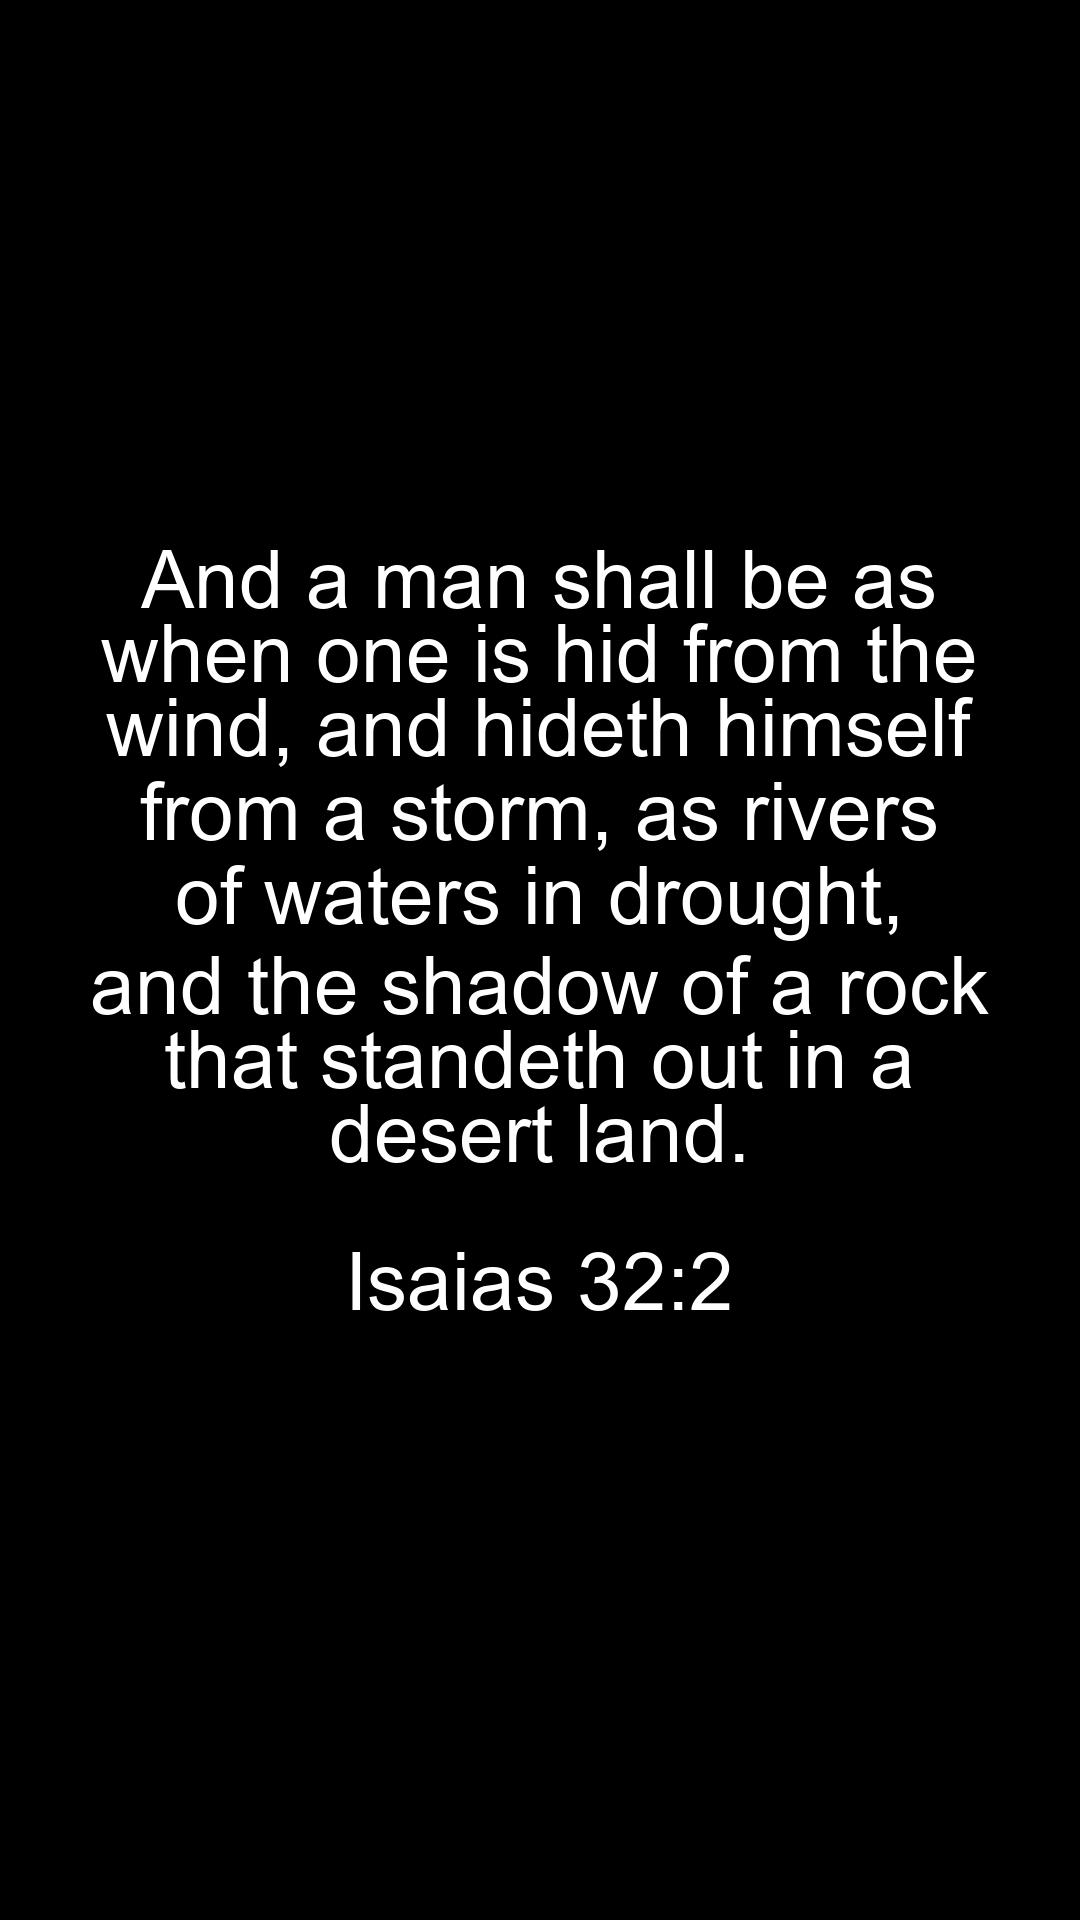 And a man shall be as
when one is hid from the
wind, and hideth himself
from a storm, as rivers
of waters in drought,
and the shadow of a rock
that standeth out in a
desert land.
Isaias 32:2